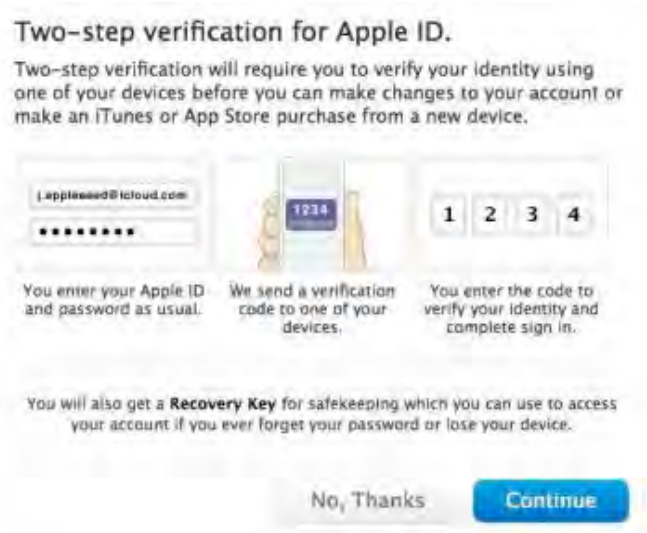 Two-step verification for Apple ID.
Two-step verification will require you to verify your identity using
one of your devices before you can make changes to your account or
make an iTunes or App Store purchase from a new device.
j.appleseed@icloud.com
1234
1 2 3 4
You enter your Apple ID
and password as usual.
We send a verification
code to one of your
devices.
You enter the code to
verify your identity and
complete sign in.
You will also get a Recovery Key for safekeeping which you can use to access
your account if you ever forget your password or lose your device.
No, Thanks
Continue